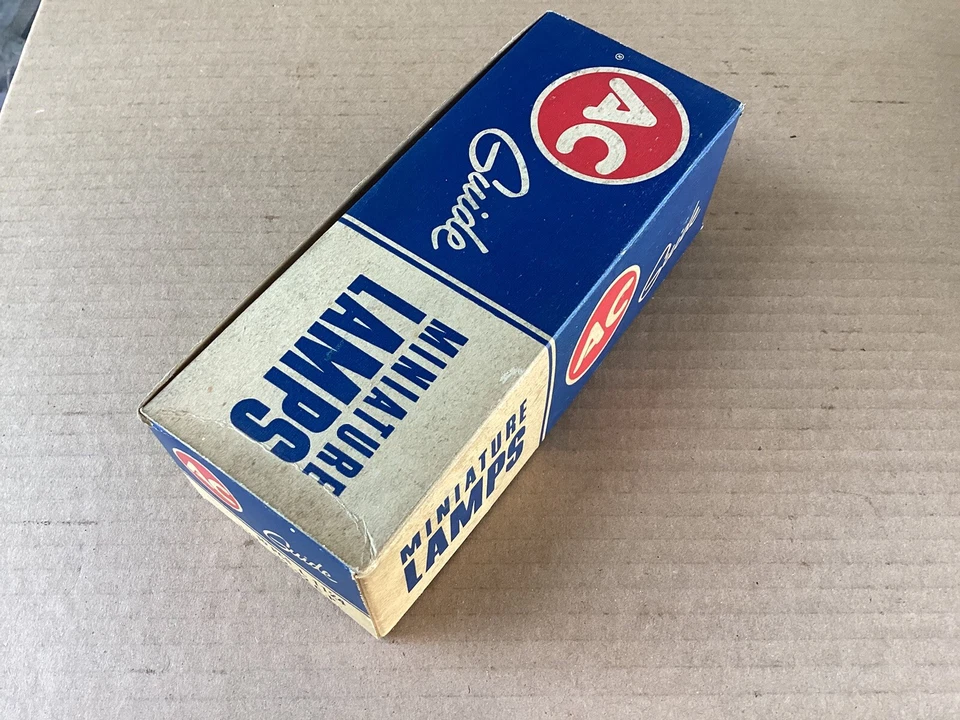 AC
®
Guide
MINIATURE
LAMPS
AC
Guide
MINIATURE
LAMPS
AC
Guide